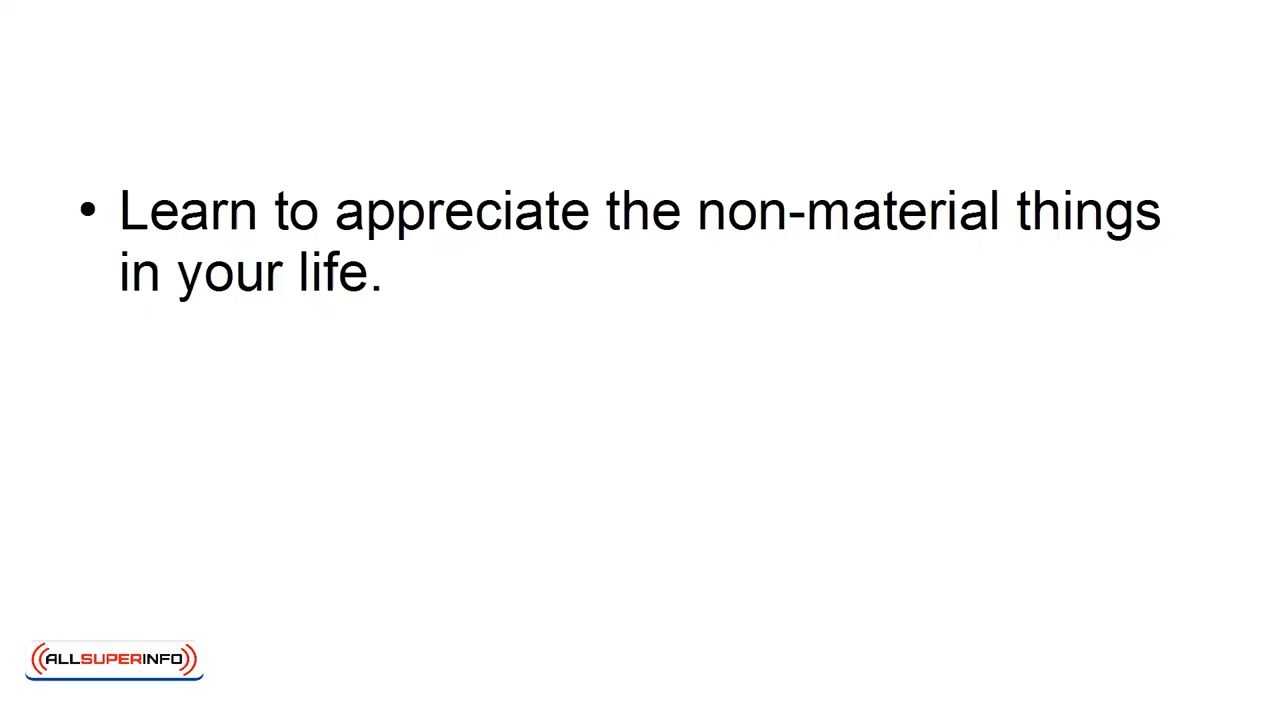 • Learn to appreciate the non-material things
in your life.
ALLSUPERINFO